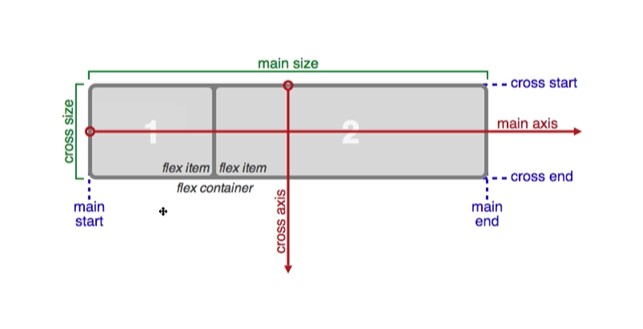 main size
cross start
cross size
1
2
main axis
flex item
flex item
cross end
flex container
main
start
cross axis
main
end